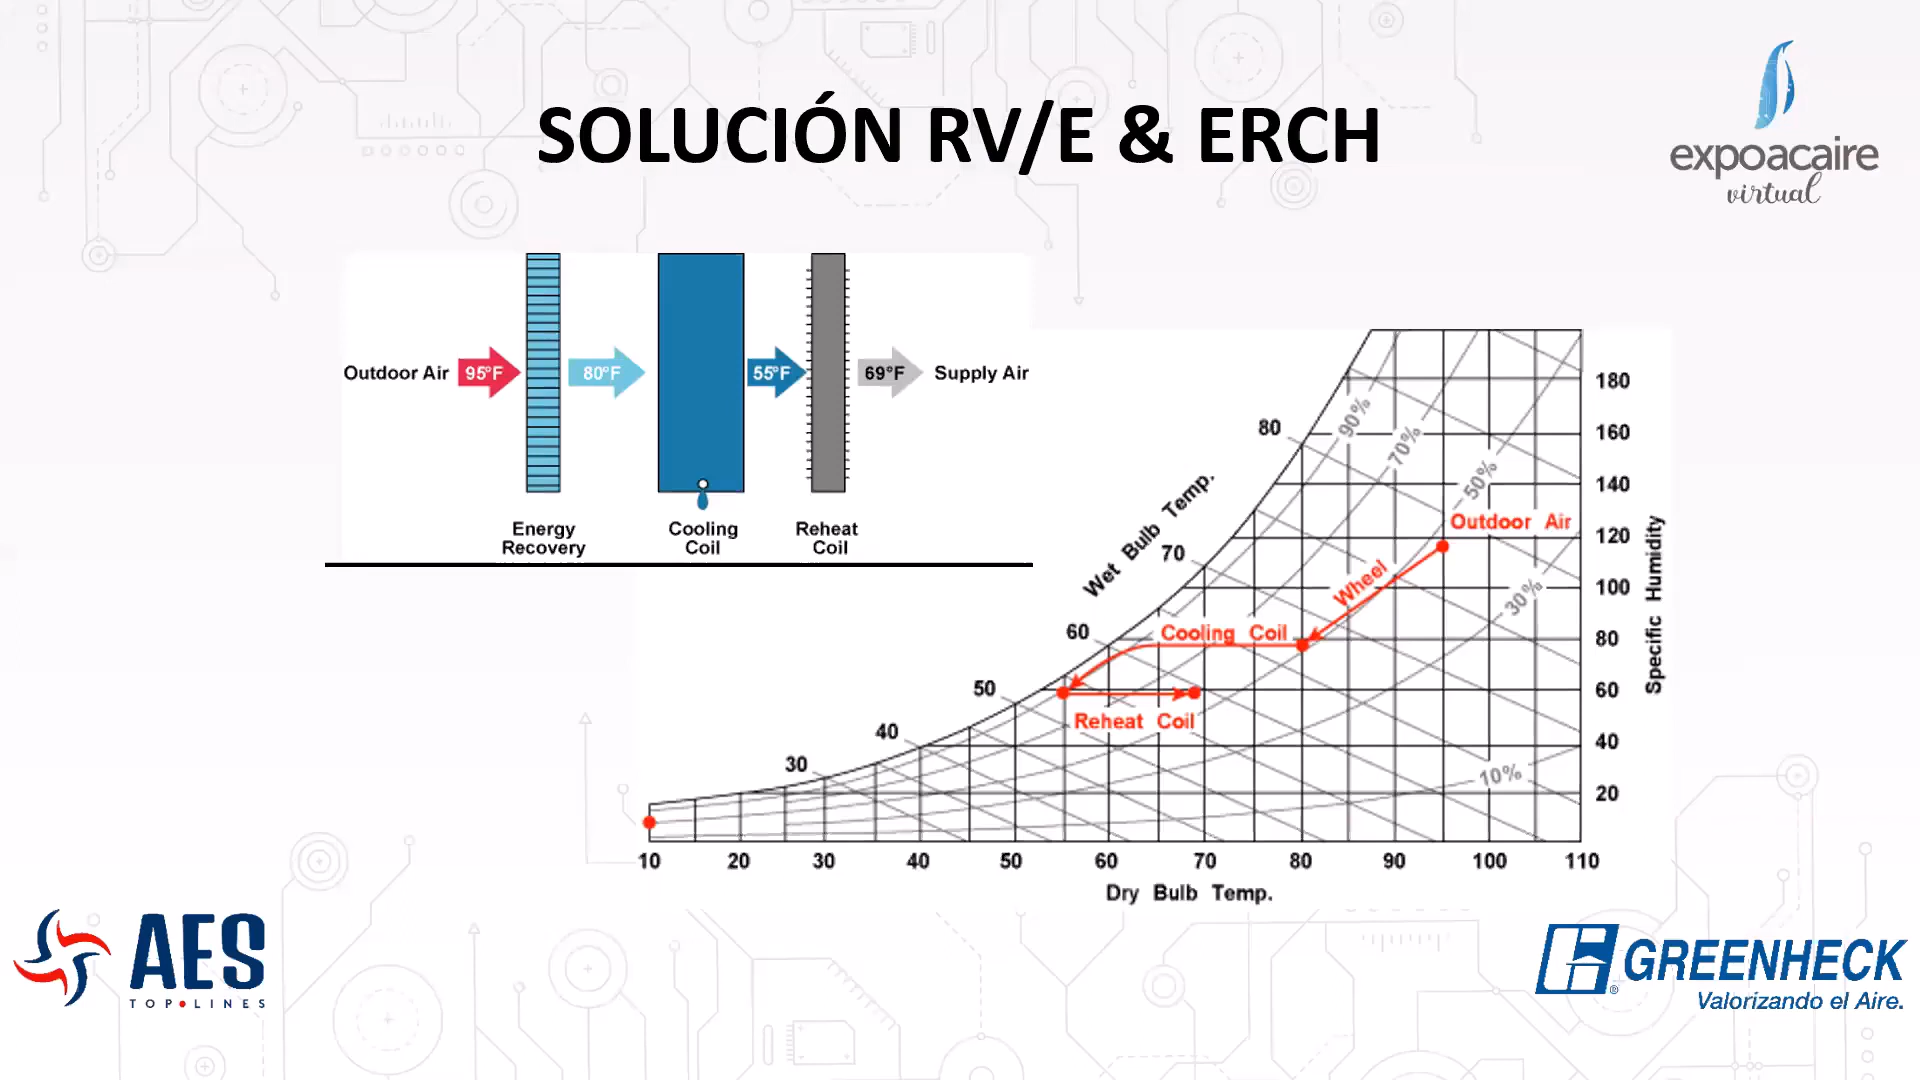 SOLUCIÓN RV/E & ERCH
expoacaire
virtual
Outdoor Air
95°F
80°F
55°F
69°F
Supply Air
Energy
Recovery
Cooling
Coil
Reheat
Coil
180
160
140
120
100
80
60
40
20
Specific Humidity
90%
70%
50%
30%
10%
Wet Bulb Temp.
80
70
60
50
40
30
Outdoor Air
Wheel
Cooling Coil
Reheat Coil
10 20 30 40 50 60 70 80 90 100 110
Dry Bulb Temp.
AES
TOP•LINES
GREENHECK
®
Valorizando el Aire.